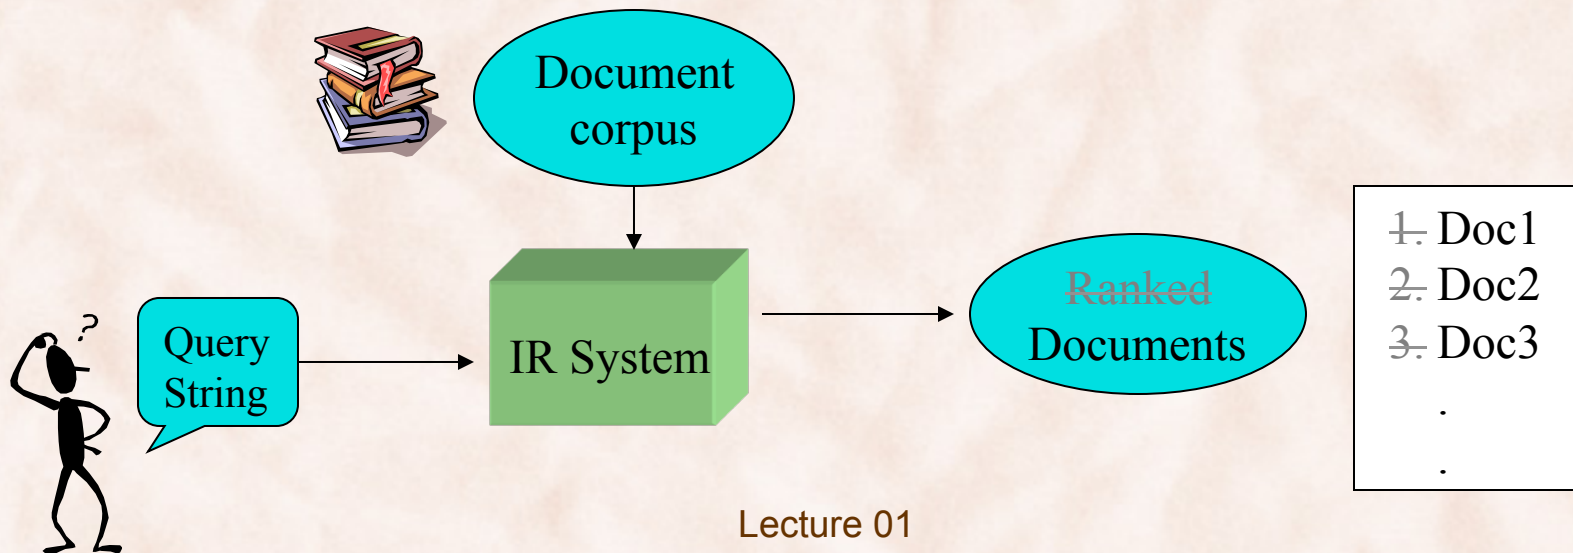 Document
corpus
?
Query
String
IR System
Ranked
Documents
1. Doc1
2. Doc2
3. Doc3
.
.
Lecture 01